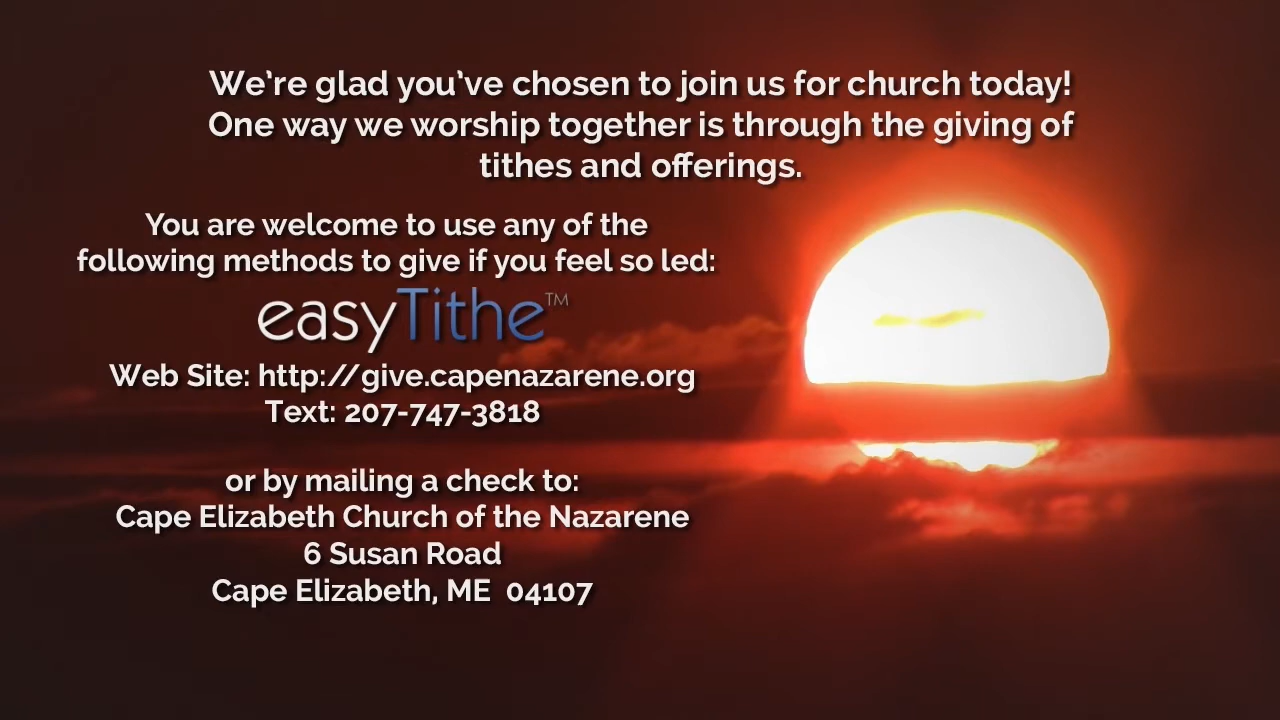 We're glad you've chosen to join us for church today!
One way we worship together is through the giving of
tithes and offerings.
You are welcome to use any of the
following methods to give if you feel so led:
easyTithe™
Web Site: http://give.capenazarene.org
Text: 207-747-3818
or by mailing a check to:
Cape Elizabeth Church of the Nazarene
6 Susan Road
Cape Elizabeth, ME  04107